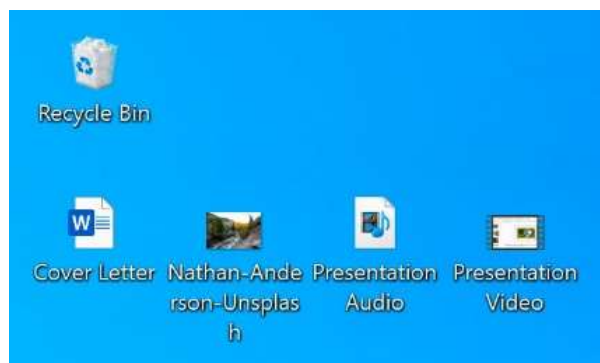 Recycle Bin
Cover Letter
Nathan-Ande
rson-Unsplas
h
Presentation
Audio
Presentation
Video